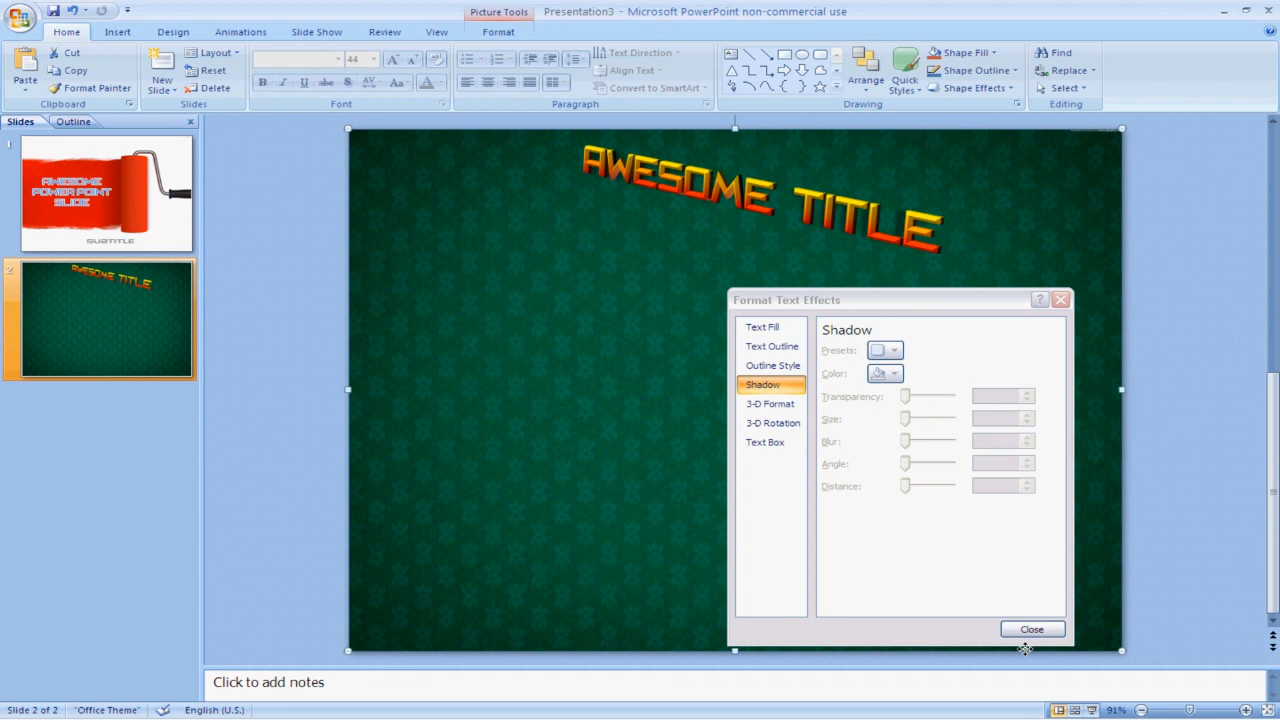 Picture Tools
Presentation3 - Microsoft PowerPoint non-commercial use
Home Insert Design Animations Slide Show Review View Format
Paste
Cut
Copy
Format Painter
Clipboard
New Slide
Layout
Reset
Delete
Slides
44
B I U abc S AV Aa A
Font
Text Direction
Align Text
Convert to SmartArt
Paragraph
Arrange
Quick Styles
Shape Fill
Shape Outline
Shape Effects
Drawing
Find
Replace
Select
Editing
Slides Outline
1
AWESOME
POWER POINT
SLIDE
SUBTITLE
2
AWESOME TITLE
AWESOME TITLE
Format Text Effects
Text Fill
Text Outline
Outline Style
Shadow
3-D Format
3-D Rotation
Text Box
Shadow
Presets:
Color:
Transparency:
Size:
Blur:
Angle:
Distance:
Close
Click to add notes
Slide 2 of 2
"Office Theme"
English (U.S.)
91%